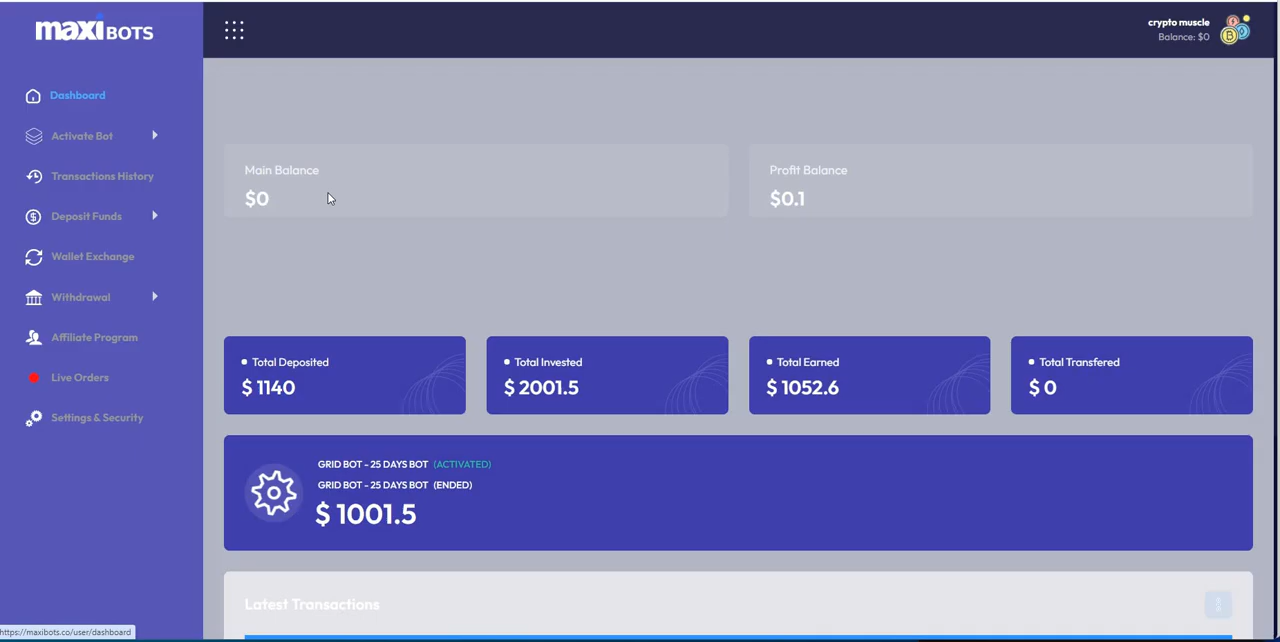 maxi BOTS
crypto muscle
Balance: $0
Dashboard
Activate Bot
Transactions History
Deposit Funds
Wallet Exchange
Withdrawal
Affiliate Program
Live Orders
Settings & Security
Main Balance
$0
Profit Balance
$0.1
Total Deposited
$ 1140
Total Invested
$ 2001.5
Total Earned
$ 1052.6
Total Transfered
$ 0
GRID BOT - 25 DAYS BOT (ACTIVATED)
GRID BOT - 25 DAYS BOT (ENDED)
$ 1001.5
Latest Transactions
https://maxibots.co/user/dashboard